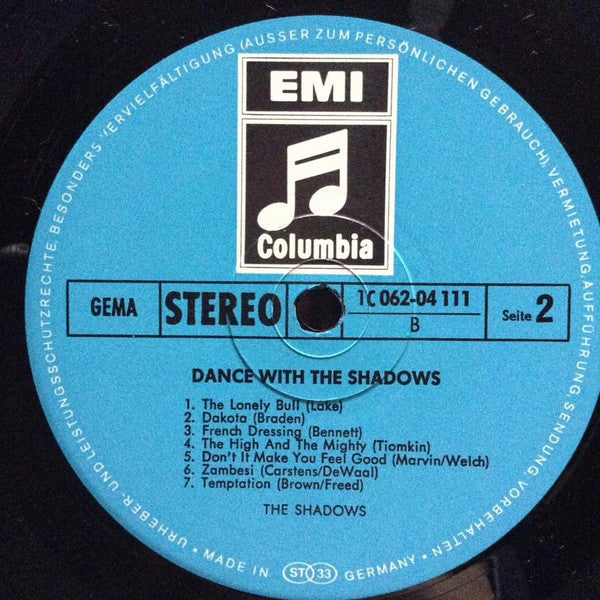 URHEBER- UND LEISTUNGSSCHUTZRECHTE, BESONDERS VERVIELFÄLTIGUNG (AUSSER ZUM PERSÖNLICHEN GEBRAUCH), VERMIETUNG, AUFFÜHRUNG, SENDUNG, VORBEHALTEN •
EMI
Columbia
GEMA
STEREO
1C 062-04 111
B
Seite 2
DANCE WITH THE SHADOWS
1. The Lonely Bull (Lake)
2. Dakota (Braden)
3. French Dressing (Bennett)
4. The High And The Mighty (Tiomkin)
5. Don't It Make You Feel Good (Marvin/Welch)
6. Zambesi (Carstens/DeWaal)
7. Temptation (Brown/Freed)
THE SHADOWS
• MADE IN ST 33 GERMANY •